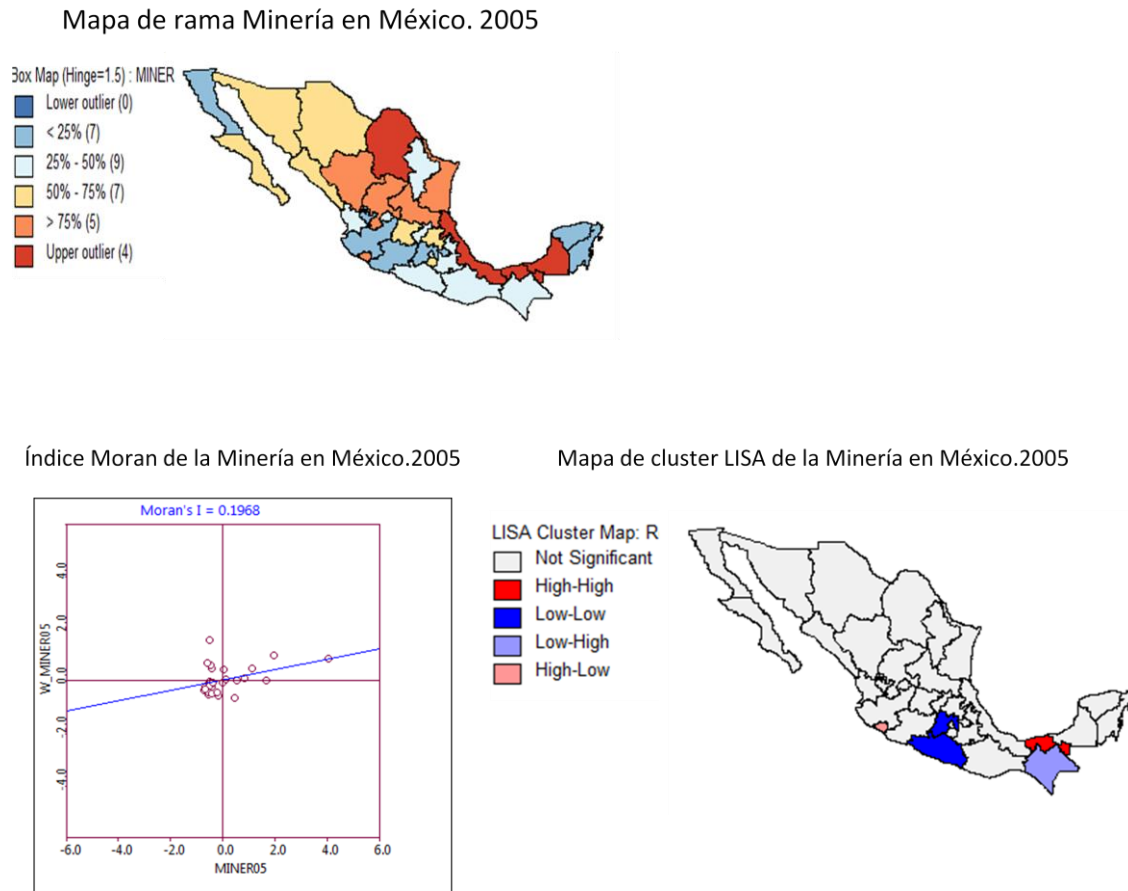 Mapa de rama Minería en México. 2005
Box Map (Hinge=1.5) : MINER
Lower outlier (0)
< 25% (7)
25% - 50% (9)
50% - 75% (7)
> 75% (5)
Upper outlier (4)
Índice Moran de la Minería en México.2005
Mapa de cluster LISA de la Minería en México.2005
Moran's I = 0.1968
W_MINER05
4.0
2.0
0.0
-2.0
-4.0
-6.0 -4.0 -2.0 0.0 2.0 4.0 6.0
MINER05
LISA Cluster Map: R
Not Significant
High-High
Low-Low
Low-High
High-Low